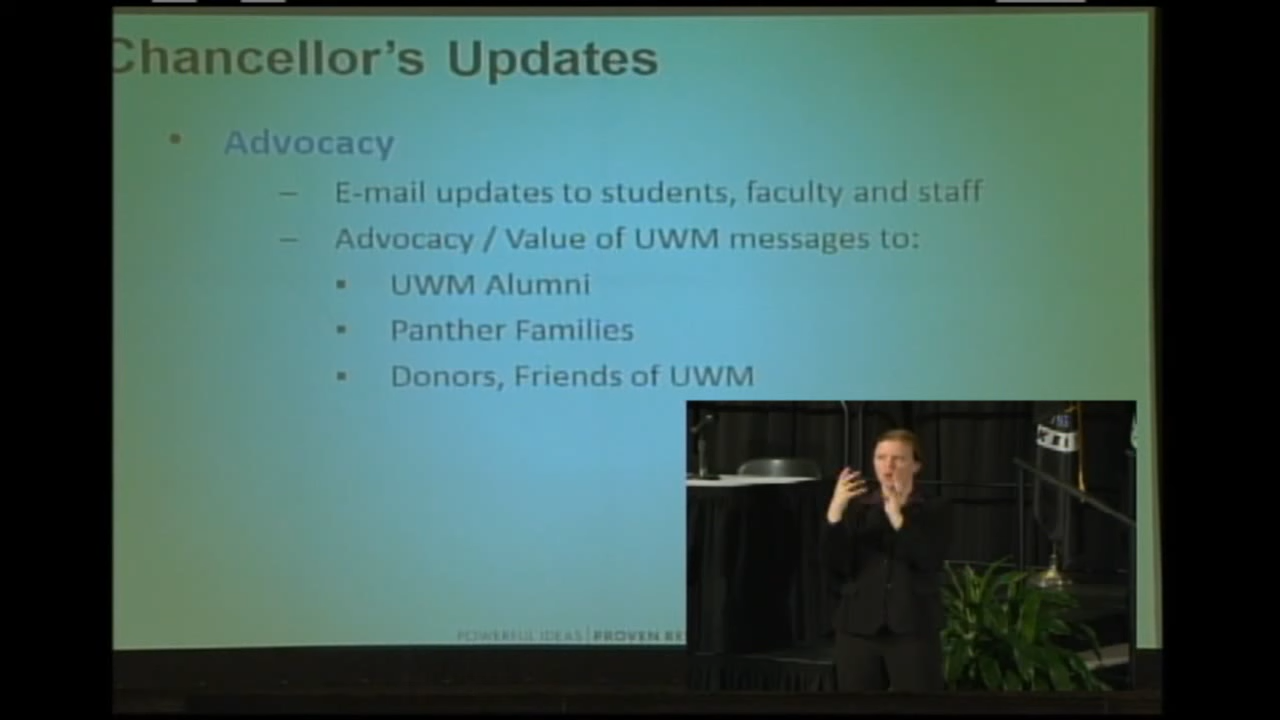 Chancellor's Updates
• Advocacy
– E-mail updates to students, faculty and staff
– Advocacy / Value of UWM messages to:
▪ UWM Alumni
▪ Panther Families
▪ Donors, Friends of UWM
POWERFUL IDEAS | PROVEN